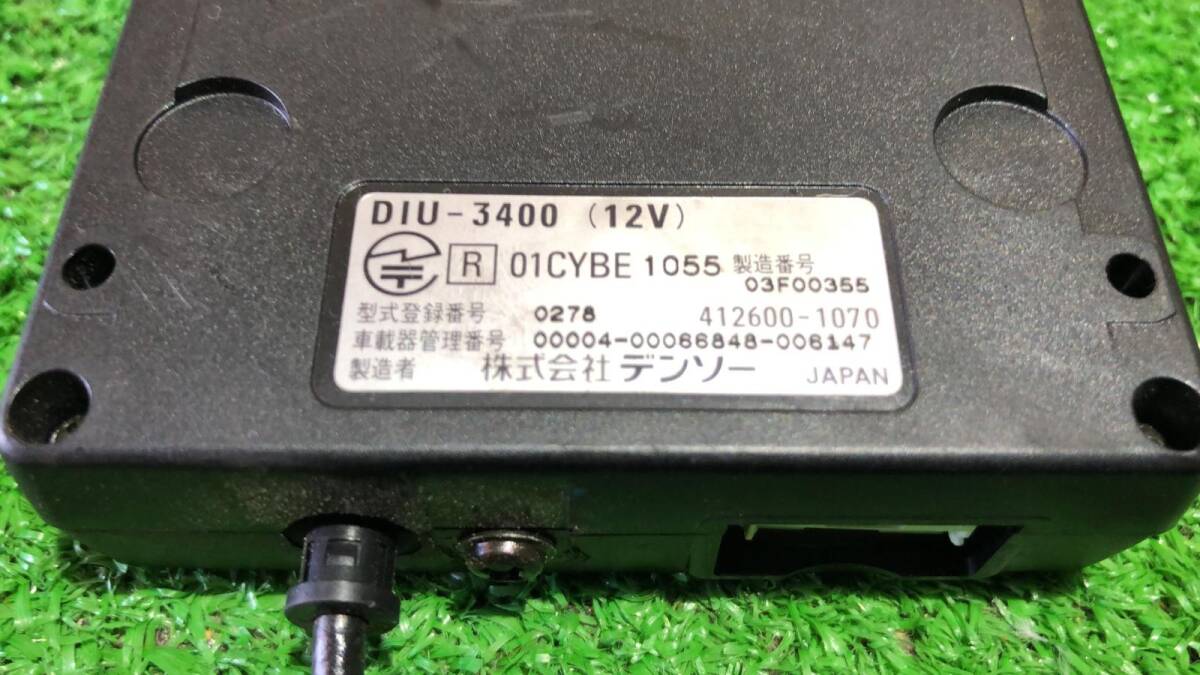 DIU-3400 (12V)
R 01CYBE 1055 製造番号
03F00355
型式登録番号 0278 412600-1070
車載器管理番号 00004-00066848-006147
製造者 株式会社 デンソー JAPAN